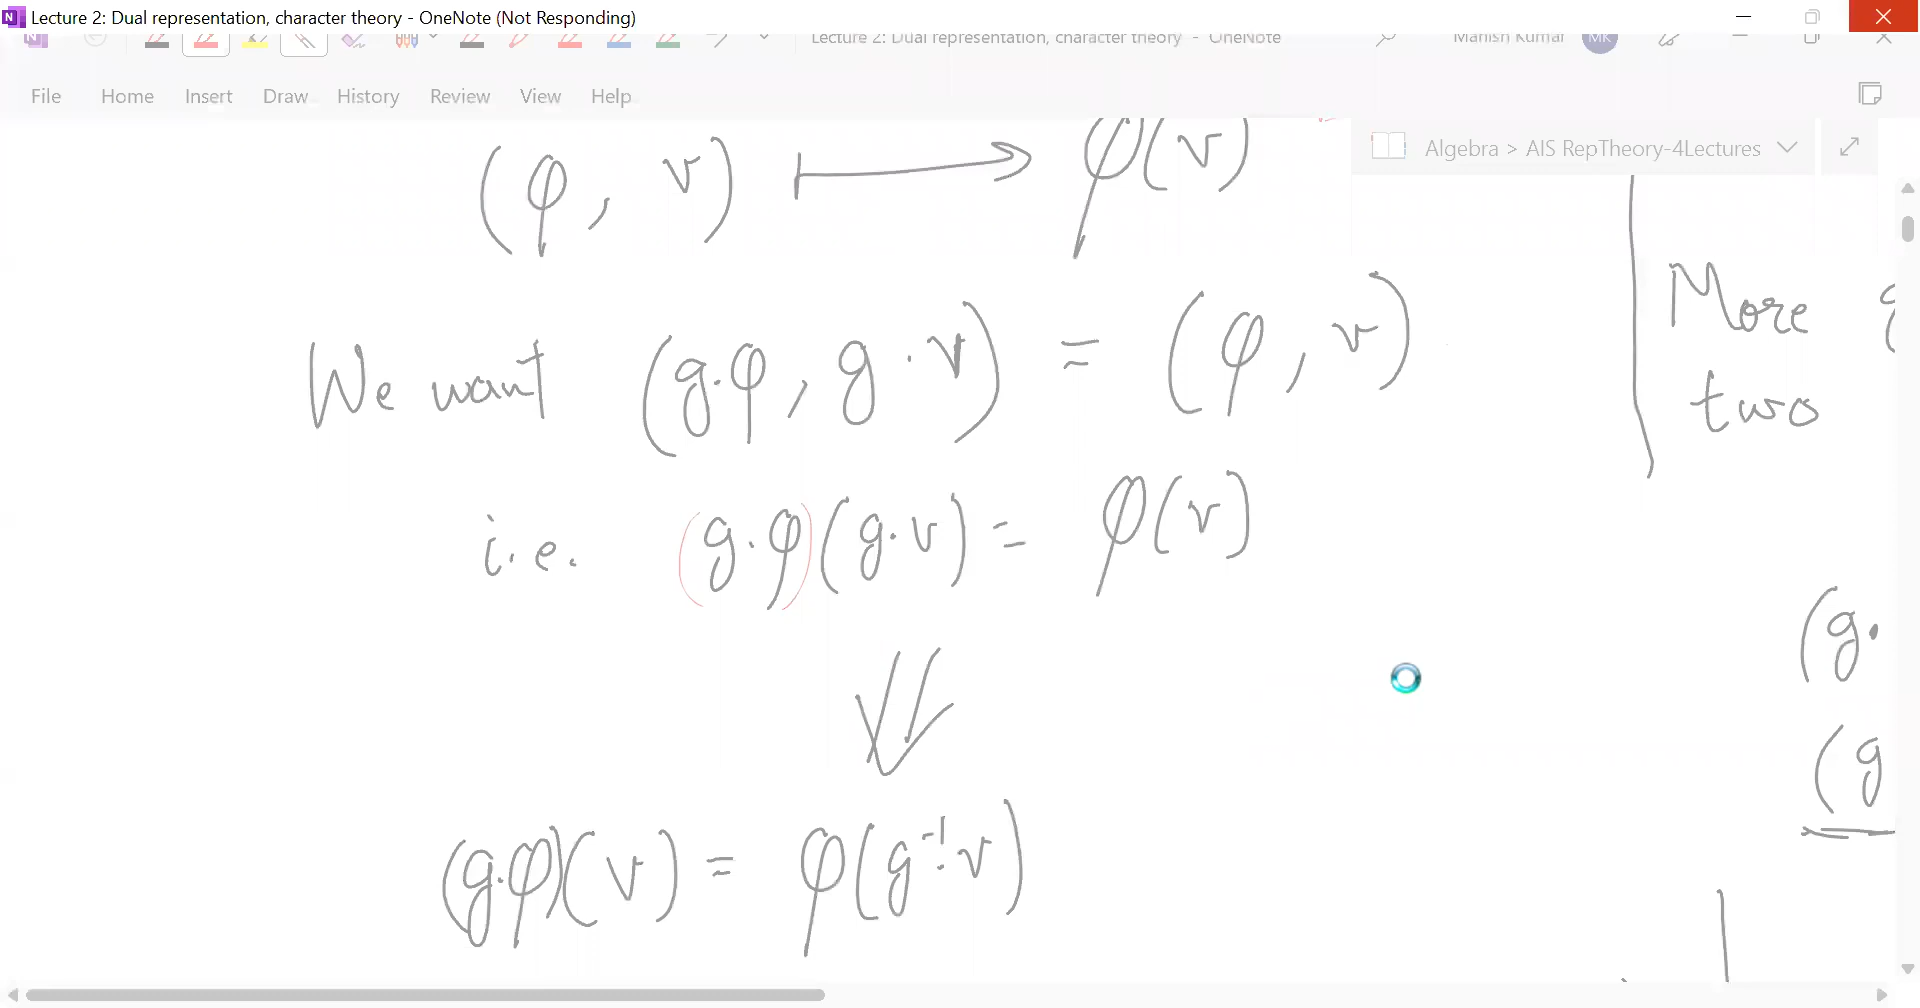 Lecture 2: Dual representation, character theory - OneNote (Not Responding)
Lecture 2: Dual representation, character theory - OneNote
Manish Kumar
MK
File Home Insert Draw History Review View Help
Algebra > AIS RepTheory-4Lectures
(φ, v) ↦ φ(v)
We want (g.φ, g·v) = (φ, v)
i.e. (g·φ)(g·v) = φ(v)
⇓
(g·φ)(v) = φ(g⁻¹·v)
More
two
(g·
(g